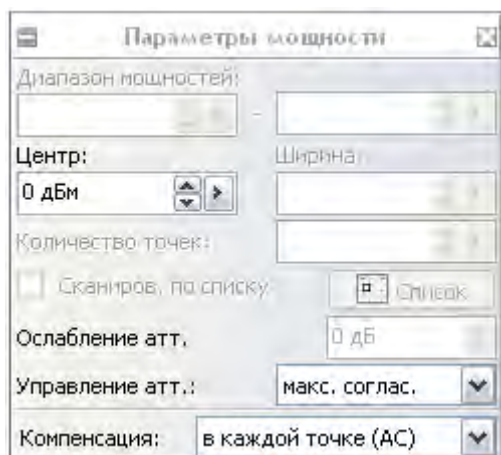 Параметры мощности
Диапазон мощностей:
-
Центр: Ширина:
0 дБм
Количество точек:
Сканиров. по списку Список
Ослабление атт. 0 дБ
Управление атт.: макс. соглас.
Компенсация: в каждой точке (АС)